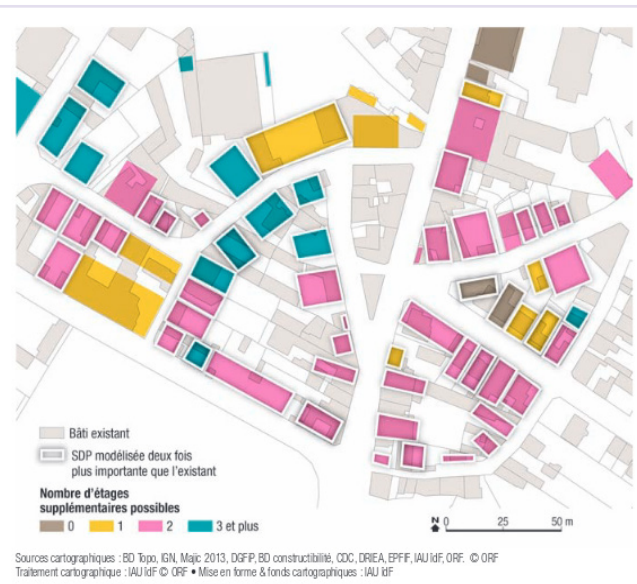 Bâti existant
SDP modélisée deux fois
plus importante que l'existant
Nombre d'étages
supplémentaires possibles
0 1 2 3 et plus
N 0 25 50 m
Sources cartographiques : BD Topo, IGN, Majic 2013, DGFiP, BD constructibilité, CDC, DRIEA, EPFIF, IAU îdF, ORF. © ORF
Traitement cartographique : IAU îdF © ORF • Mise en forme & fonds cartographiques : IAU îdF